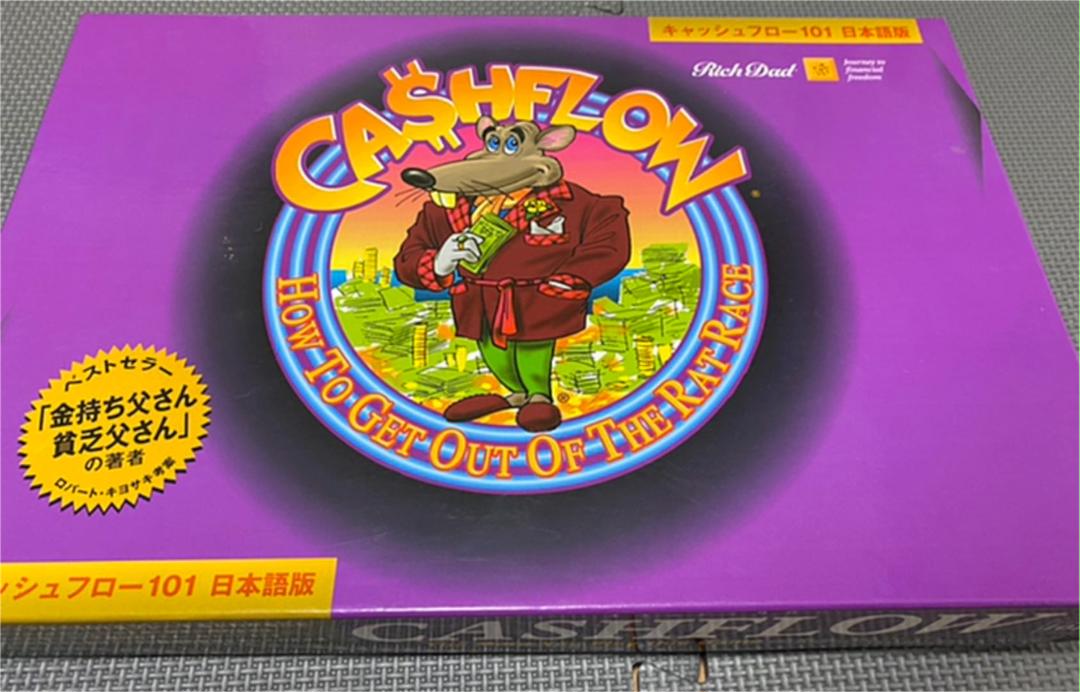 キャッシュフロー101 日本語版
Rich Dad
Journey to
financial
freedom
CA$HFLOW
HOW TO GET OUT OF THE RAT RACE
ベストセラー
「金持ち父さん
貧乏父さん」
の著者
ロバート・キヨサキ考案
ッシュフロー101 日本語版
CASHFLOW